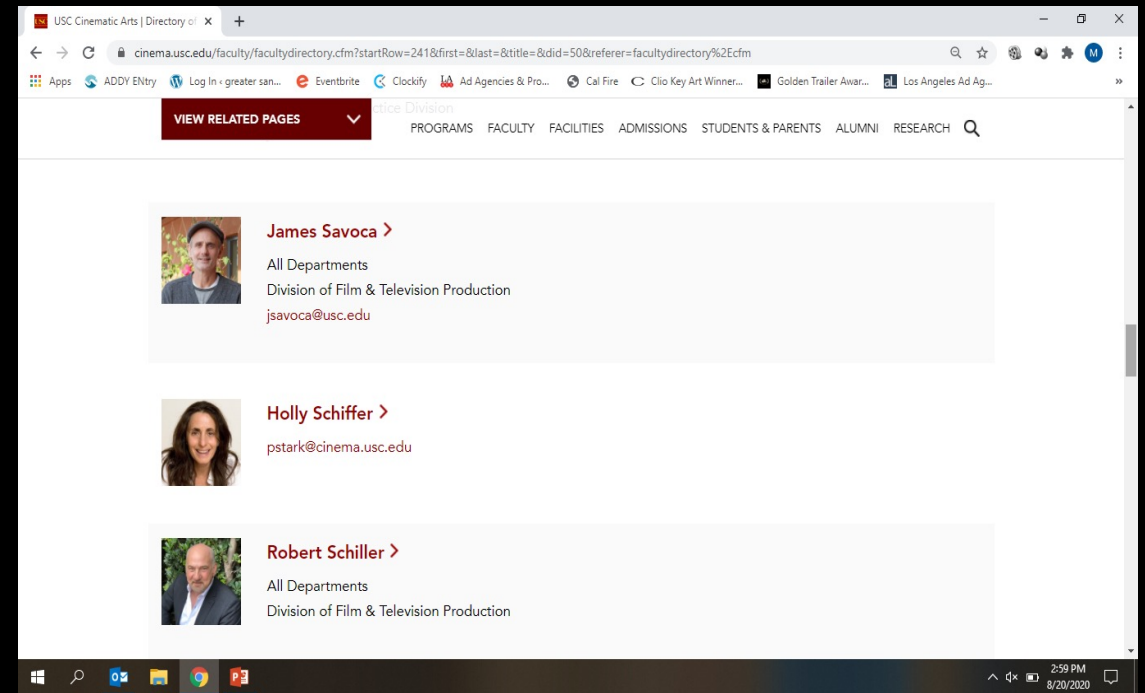 USC Cinematic Arts | Directory of
cinema.usc.edu/faculty/facultydirectory.cfm?startRow=241&first=&last=&title=&did=50&referer=facultydirectory%2Ecfm
M
Apps ADDY ENtry Log In ‹ greater san... Eventbrite Clockify Ad Agencies & Pro... Cal Fire Clio Key Art Winner... Golden Trailer Awar... Los Angeles Ad Ag... »
ctice Division
VIEW RELATED PAGES
PROGRAMS FACULTY FACILITIES ADMISSIONS STUDENTS & PARENTS ALUMNI RESEARCH
James Savoca >
All Departments
Division of Film & Television Production
jsavoca@usc.edu
Holly Schiffer >
pstark@cinema.usc.edu
Robert Schiller >
All Departments
Division of Film & Television Production
2:59 PM
8/20/2020